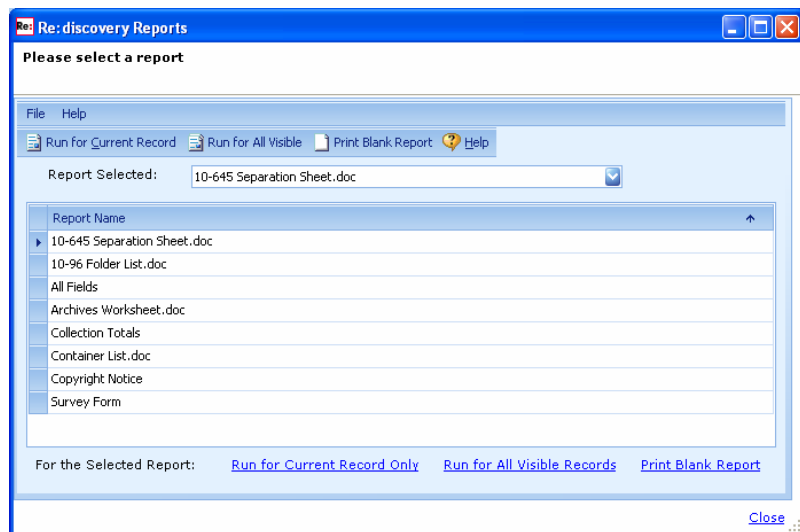 Re: Re:discovery Reports
Please select a report
File Help
Run for Current Record Run for All Visible Print Blank Report Help
Report Selected: 10-645 Separation Sheet.doc
Report Name
10-645 Separation Sheet.doc
10-96 Folder List.doc
All Fields
Archives Worksheet.doc
Collection Totals
Container List.doc
Copyright Notice
Survey Form
For the Selected Report: Run for Current Record Only Run for All Visible Records Print Blank Report
Close